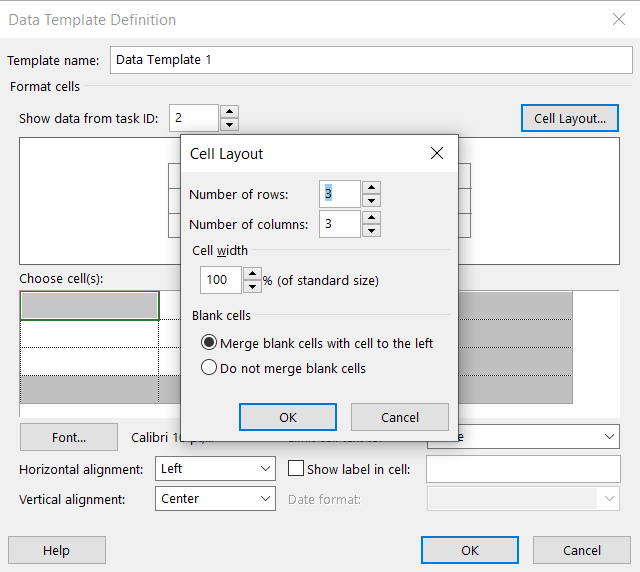 Data Template Definition
Template name: Data Template 1
Format cells
Show data from task ID: 2
Cell Layout...
Cell Layout
Number of rows: 3
Number of columns: 3
Cell width
100 % (of standard size)
Blank cells
Merge blank cells with cell to the left
Do not merge blank cells
OK Cancel
Choose cell(s):
Font... Calibri
Horizontal alignment: Left Show label in cell:
Vertical alignment: Center Date format:
Help OK Cancel